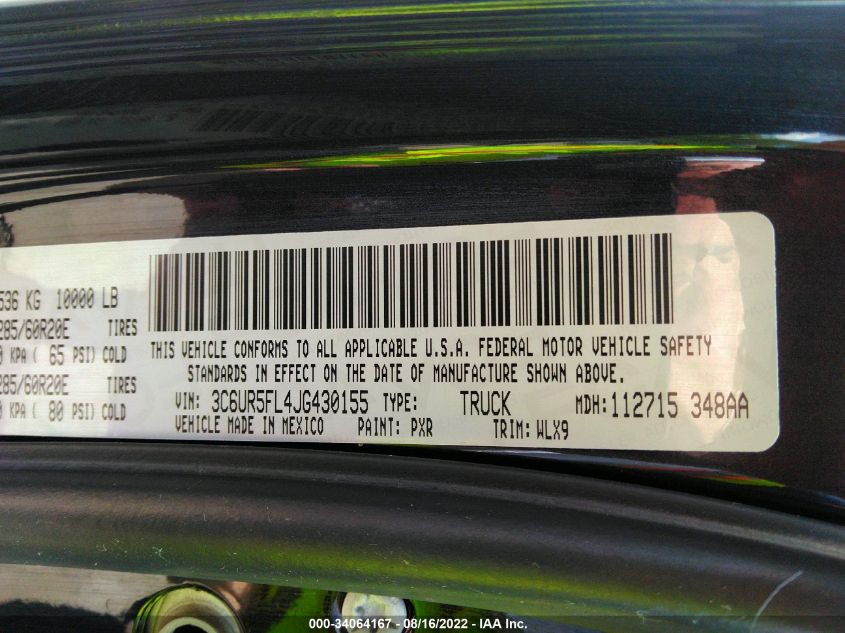 536 KG 10000 LB
285/60R20E TIRES
KPA ( 65 PSI) COLD
285/60R20E TIRES
KPA ( 80 PSI) COLD
THIS VEHICLE CONFORMS TO ALL APPLICABLE U.S.A. FEDERAL MOTOR VEHICLE SAFETY
STANDARDS IN EFFECT ON THE DATE OF MANUFACTURE SHOWN ABOVE.
VIN: 3C6UR5FL4JG430155 TYPE: TRUCK MDH: 112715 348AA
VEHICLE MADE IN MEXICO PAINT: PXR TRIM: WLX9
000-34064167 - 08/16/2022 - IAA Inc.